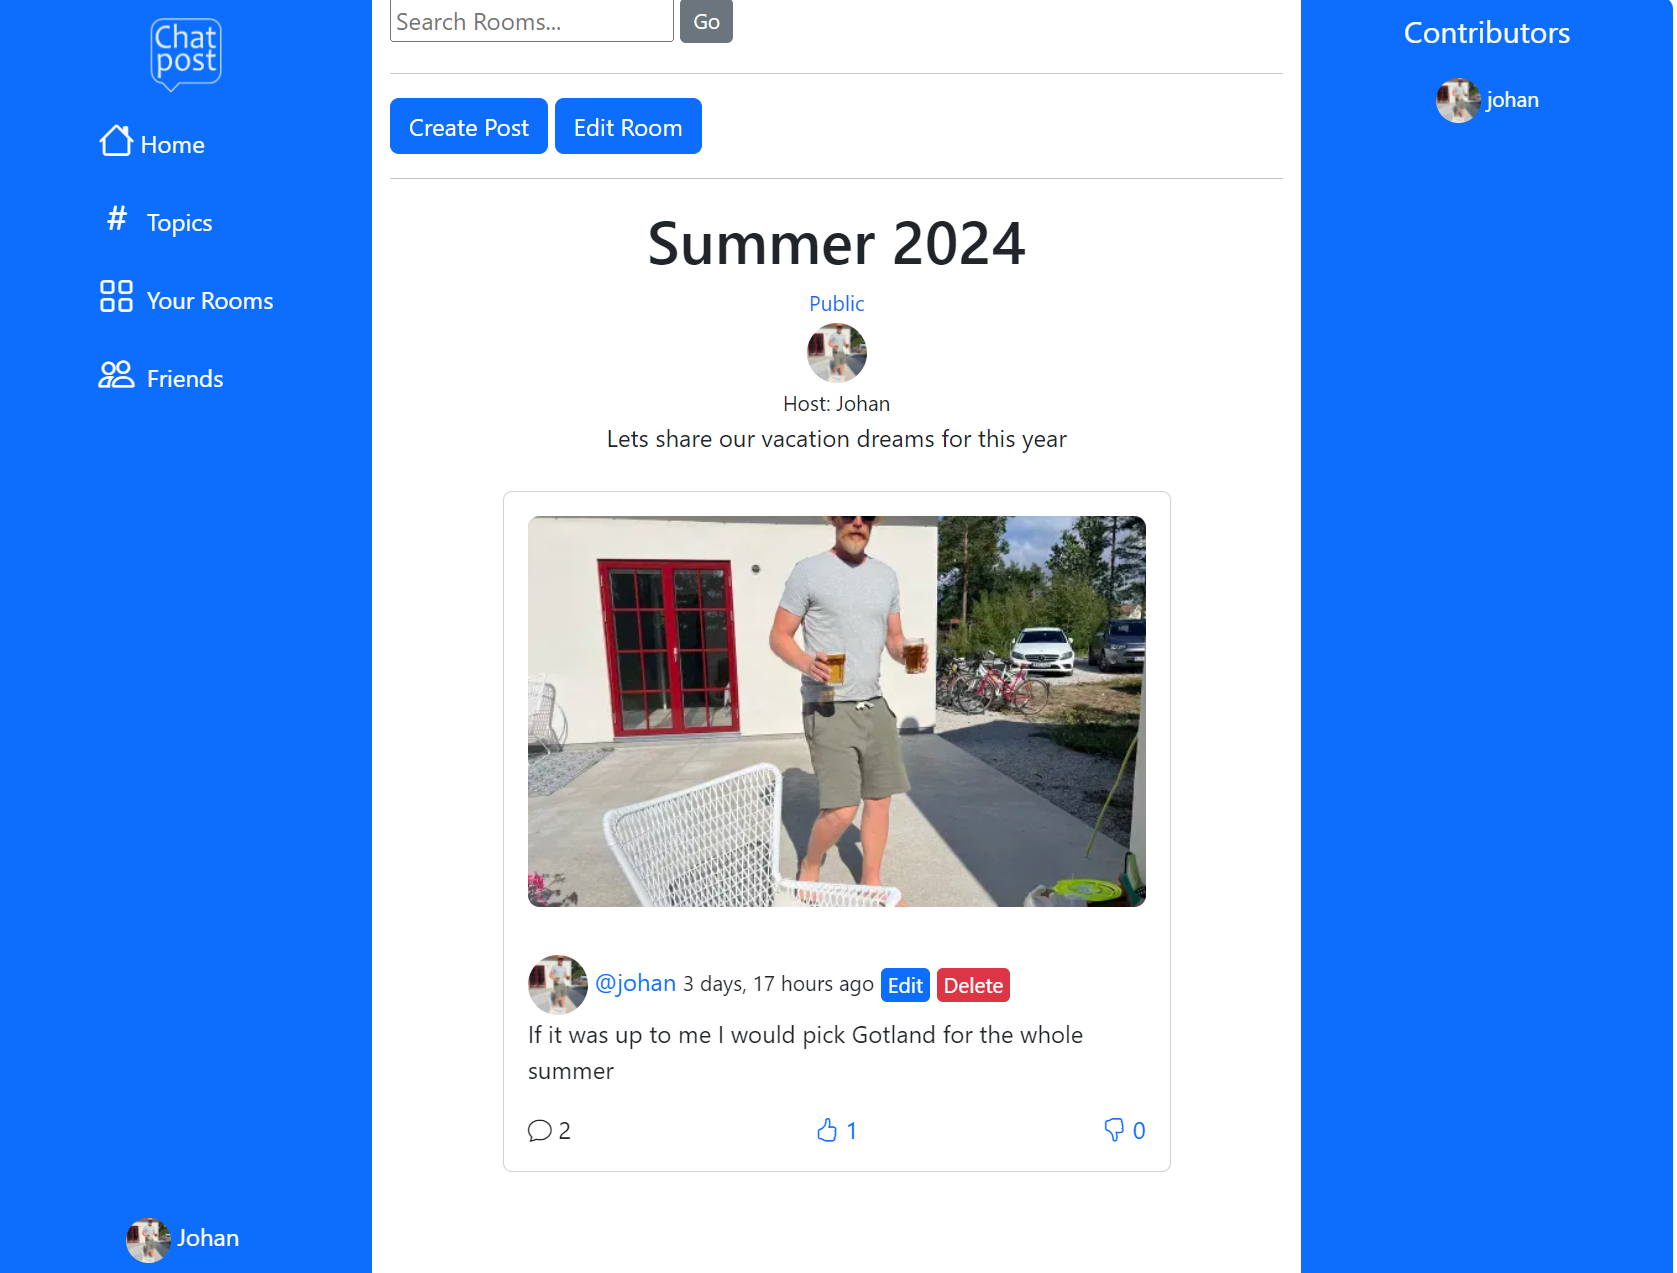 Chat
post
Home
# Topics
Your Rooms
Friends
Johan
Search Rooms...
Go
Create Post
Edit Room
Summer 2024
Public
Host: Johan
Lets share our vacation dreams for this year
@johan 3 days, 17 hours ago Edit Delete
If it was up to me I would pick Gotland for the whole
summer
2
1
0
Contributors
johan